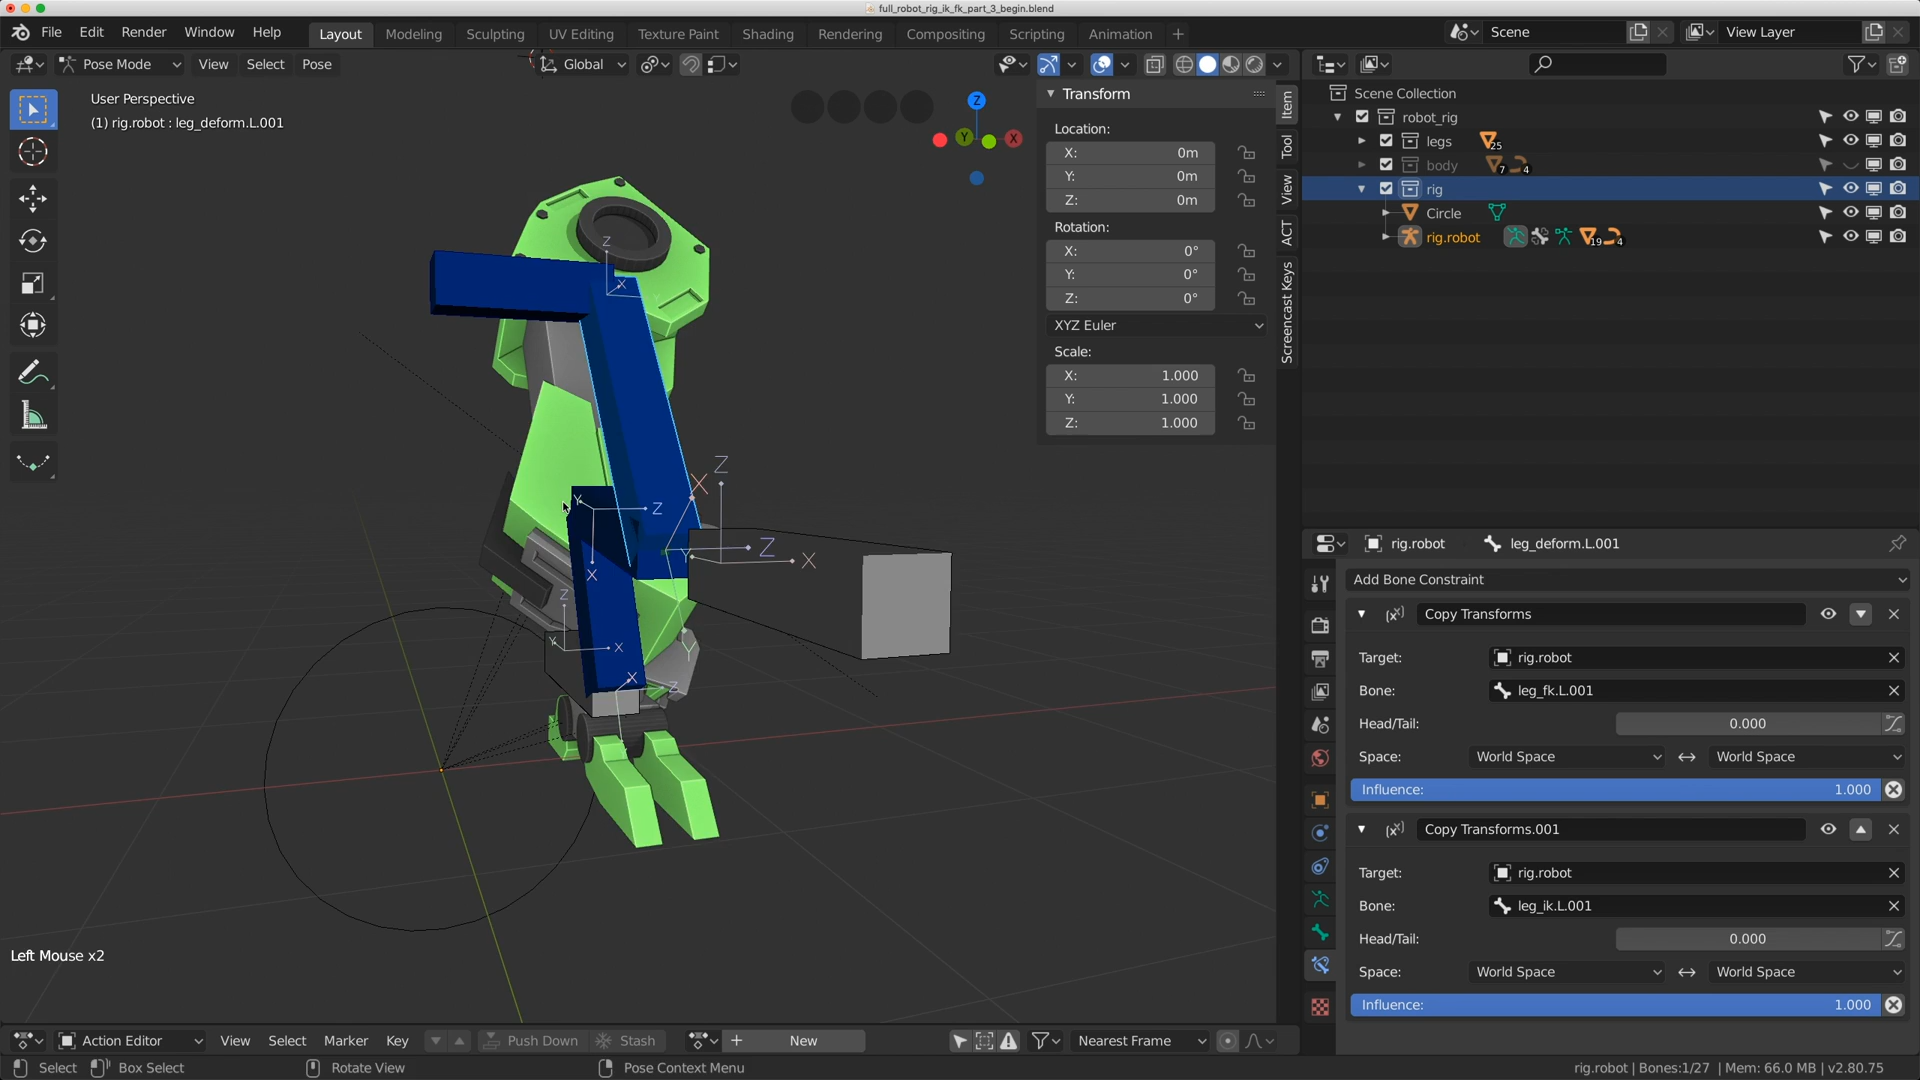 full_robot_rig_ik_fk_part_3_begin.blend
File Edit Render Window Help
Layout Modeling Sculpting UV Editing Texture Paint Shading Rendering Compositing Scripting Animation +
Scene
View Layer
Pose Mode View Select Pose
Global
User Perspective
(1) rig.robot : leg_deform.L.001
Z
Y
X
Transform
Location:
X: 0m
Y: 0m
Z: 0m
Rotation:
X: 0°
Y: 0°
Z: 0°
XYZ Euler
Scale:
X: 1.000
Y: 1.000
Z: 1.000
Item
Tool
View
ACT
Screencast Keys
Scene Collection
robot_rig
legs 25
body 7 4
rig
Circle
rig.robot 19 4
Z
X
Z
X
Y
Z
Z
Y
X
X
Z
Y
X
Y
X
Z
rig.robot leg_deform.L.001
Add Bone Constraint
Copy Transforms
Target: rig.robot
Bone: leg_fk.L.001
Head/Tail: 0.000
Space: World Space World Space
Influence: 1.000
Copy Transforms.001
Target: rig.robot
Bone: leg_ik.L.001
Head/Tail: 0.000
Space: World Space World Space
Influence: 1.000
Left Mouse x2
Action Editor View Select Marker Key Push Down Stash + New Nearest Frame
Select Box Select Rotate View Pose Context Menu
rig.robot | Bones:1/27 | Mem: 66.0 MB | v2.80.75